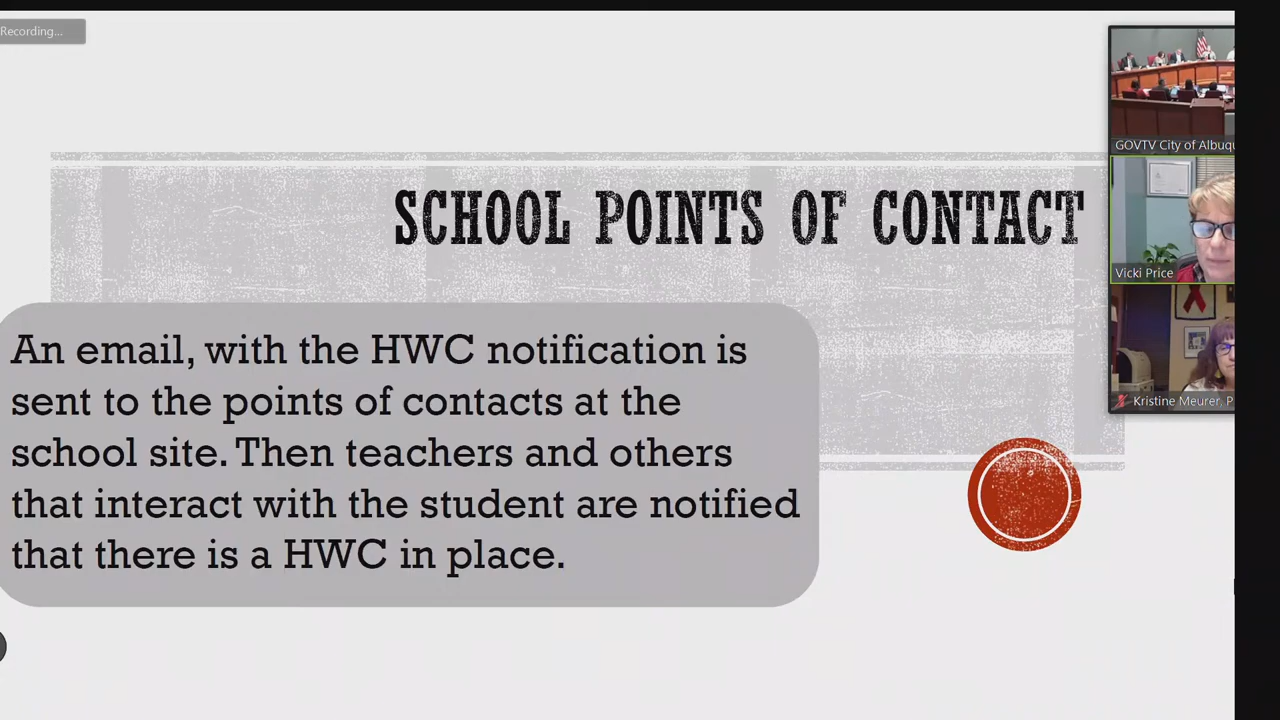 Recording...
SCHOOL POINTS OF CONTACT
An email, with the HWC notification is
sent to the points of contacts at the
school site. Then teachers and others
that interact with the student are notified
that there is a HWC in place.
GOVTV City of Albuqu
Vicki Price
Kristine Meurer, P